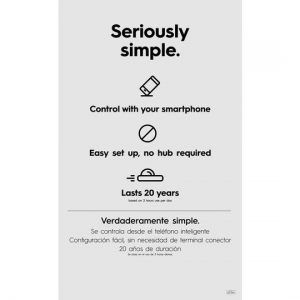 Seriously
simple.
Control with your smartphone
Easy set up, no hub required
Lasts 20 years
based on 3 hours use per day
Verdaderamente simple.
Se controla desde el teléfono inteligente
Configuración fácil, sin necesidad de terminal conector
20 años de duración